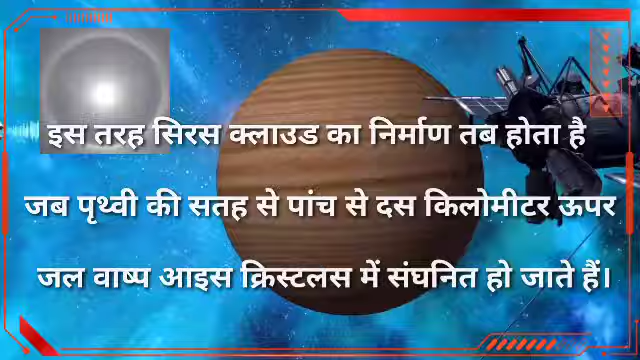 इस तरह सिरस क्लाउड का निर्माण तब होता है
जब पृथ्वी की सतह से पांच से दस किलोमीटर ऊपर
जल वाष्प आइस क्रिस्टलस में संघनित हो जाते हैं।